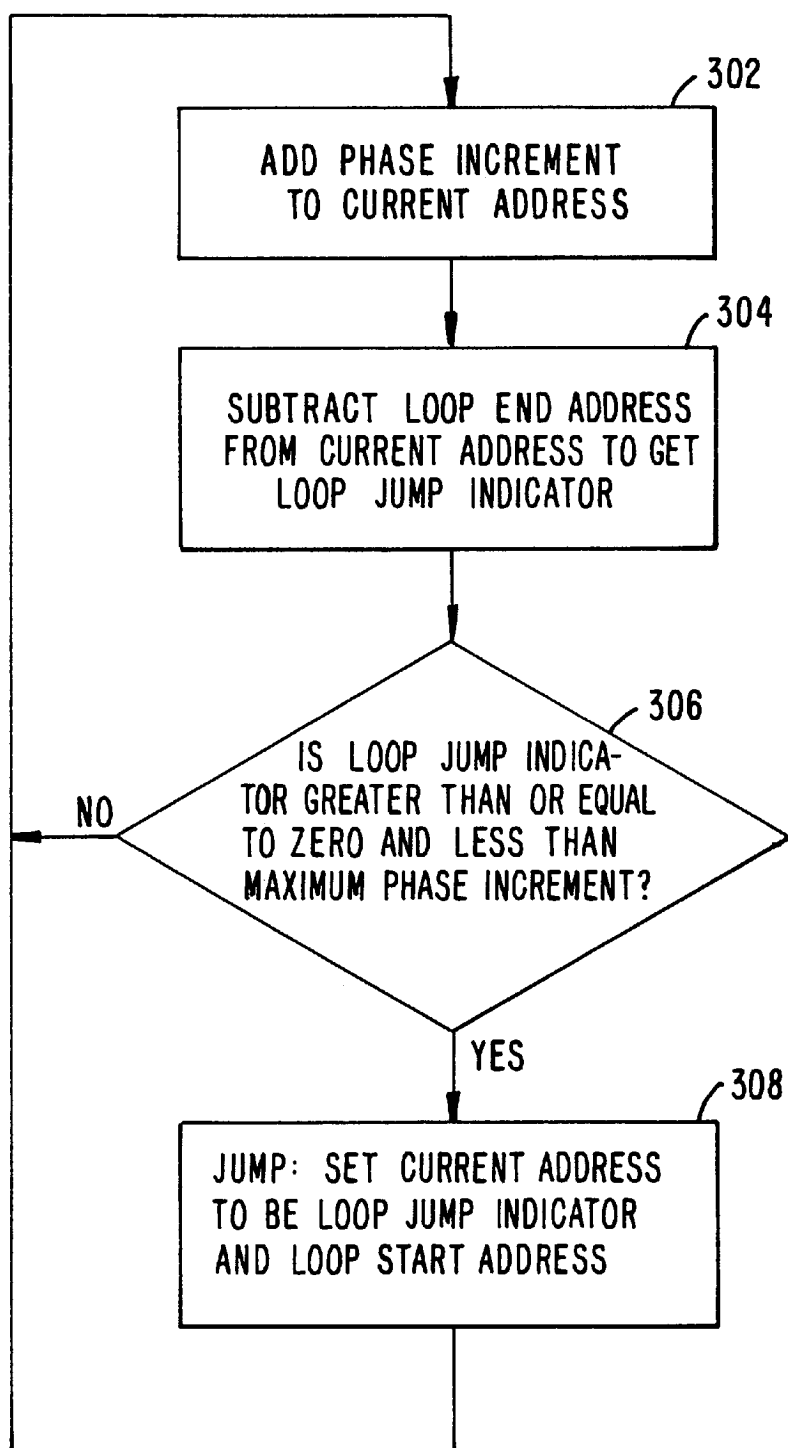 302
ADD PHASE INCREMENT
TO CURRENT ADDRESS
304
SUBTRACT LOOP END ADDRESS
FROM CURRENT ADDRESS TO GET
LOOP JUMP INDICATOR
306
IS LOOP JUMP INDICA-
TOR GREATER THAN OR EQUAL
TO ZERO AND LESS THAN
MAXIMUM PHASE INCREMENT?
NO
YES
308
JUMP: SET CURRENT ADDRESS
TO BE LOOP JUMP INDICATOR
AND LOOP START ADDRESS